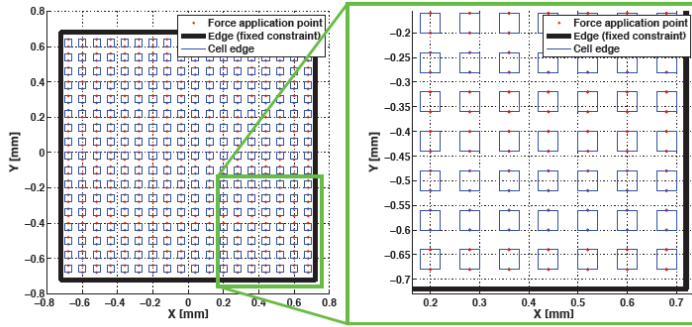 Force application point
Edge (fixed constraint)
Cell edge
0.8
0.6
0.4
0.2
0
−0.2
−0.4
−0.6
−0.8
Y [mm]
−0.8 −0.6 −0.4 −0.2 0 0.2 0.4 0.6 0.8
X [mm]
Force application point
Edge (fixed constraint)
Cell edge
−0.2
−0.25
−0.3
−0.35
−0.4
−0.45
−0.5
−0.55
−0.6
−0.65
−0.7
Y [mm]
0.2 0.3 0.4 0.5 0.6 0.7
X [mm]